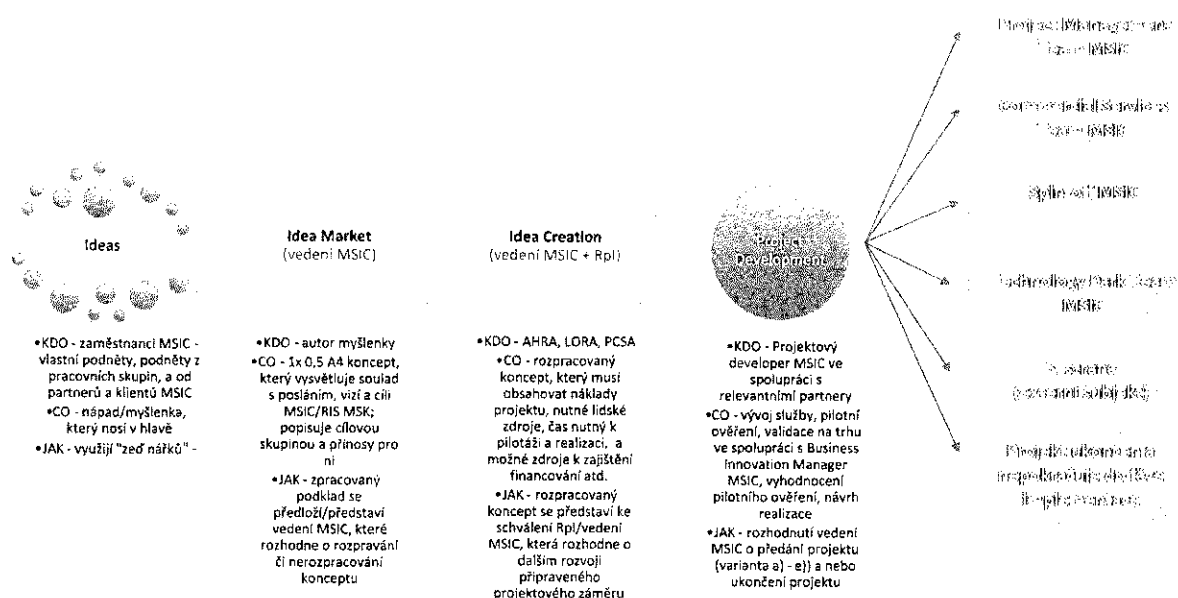 Ideas
•KDO - zaměstnanci MSIC -
vlastní podněty, podněty z
pracovních skupin, a od
partnerů a klientů MSIC
•CO - nápad/myšlenka,
který nosí v hlavě
•JAK - využijí "zeď nářků" -
Idea Market
(vedení MSIC)
•KDO - autor myšlenky
•CO - 1x 0,5 A4 koncept,
který vysvětluje soulad
s posláním, vizí a cíli
MSIC/RIS MSK;
popisuje cílovou
skupinou a přínosy pro
ni
•JAK - zpracovaný
podklad se
předloží/představí
vedení MSIC, které
rozhodne o rozpravání
či nerozpracování
konceptu
Idea Creation
(vedení MSIC + RpI)
•KDO - AHRA, LORA, PCSA
•CO - rozpracovaný
koncept, který musí
obsahovat náklady
projektu, nutné lidské
zdroje, čas nutný k
pilotáži a realizaci, a
možné zdroje k zajištění
financování atd.
•JAK - rozpracovaný
koncept se představí ke
schválení RpI/vedení
MSIC, která rozhodne o
dalším rozvoji
připraveného
projektového záměru
Project
Development
•KDO - Projektový
developer MSIC ve
spolupráci s
relevantními partnery
•CO - vývoj služby, pilotní
ověření, validace na trhu
ve spolupráci s Business
Innovation Manager
MSIC, vyhodnocení
pilotního ověření, návrh
realizace
•JAK - rozhodnutí vedení
MSIC o předání projektu
(varianta a) - e)) a nebo
ukončení projektu
MSIC
MSIC
MSIC
MSIC